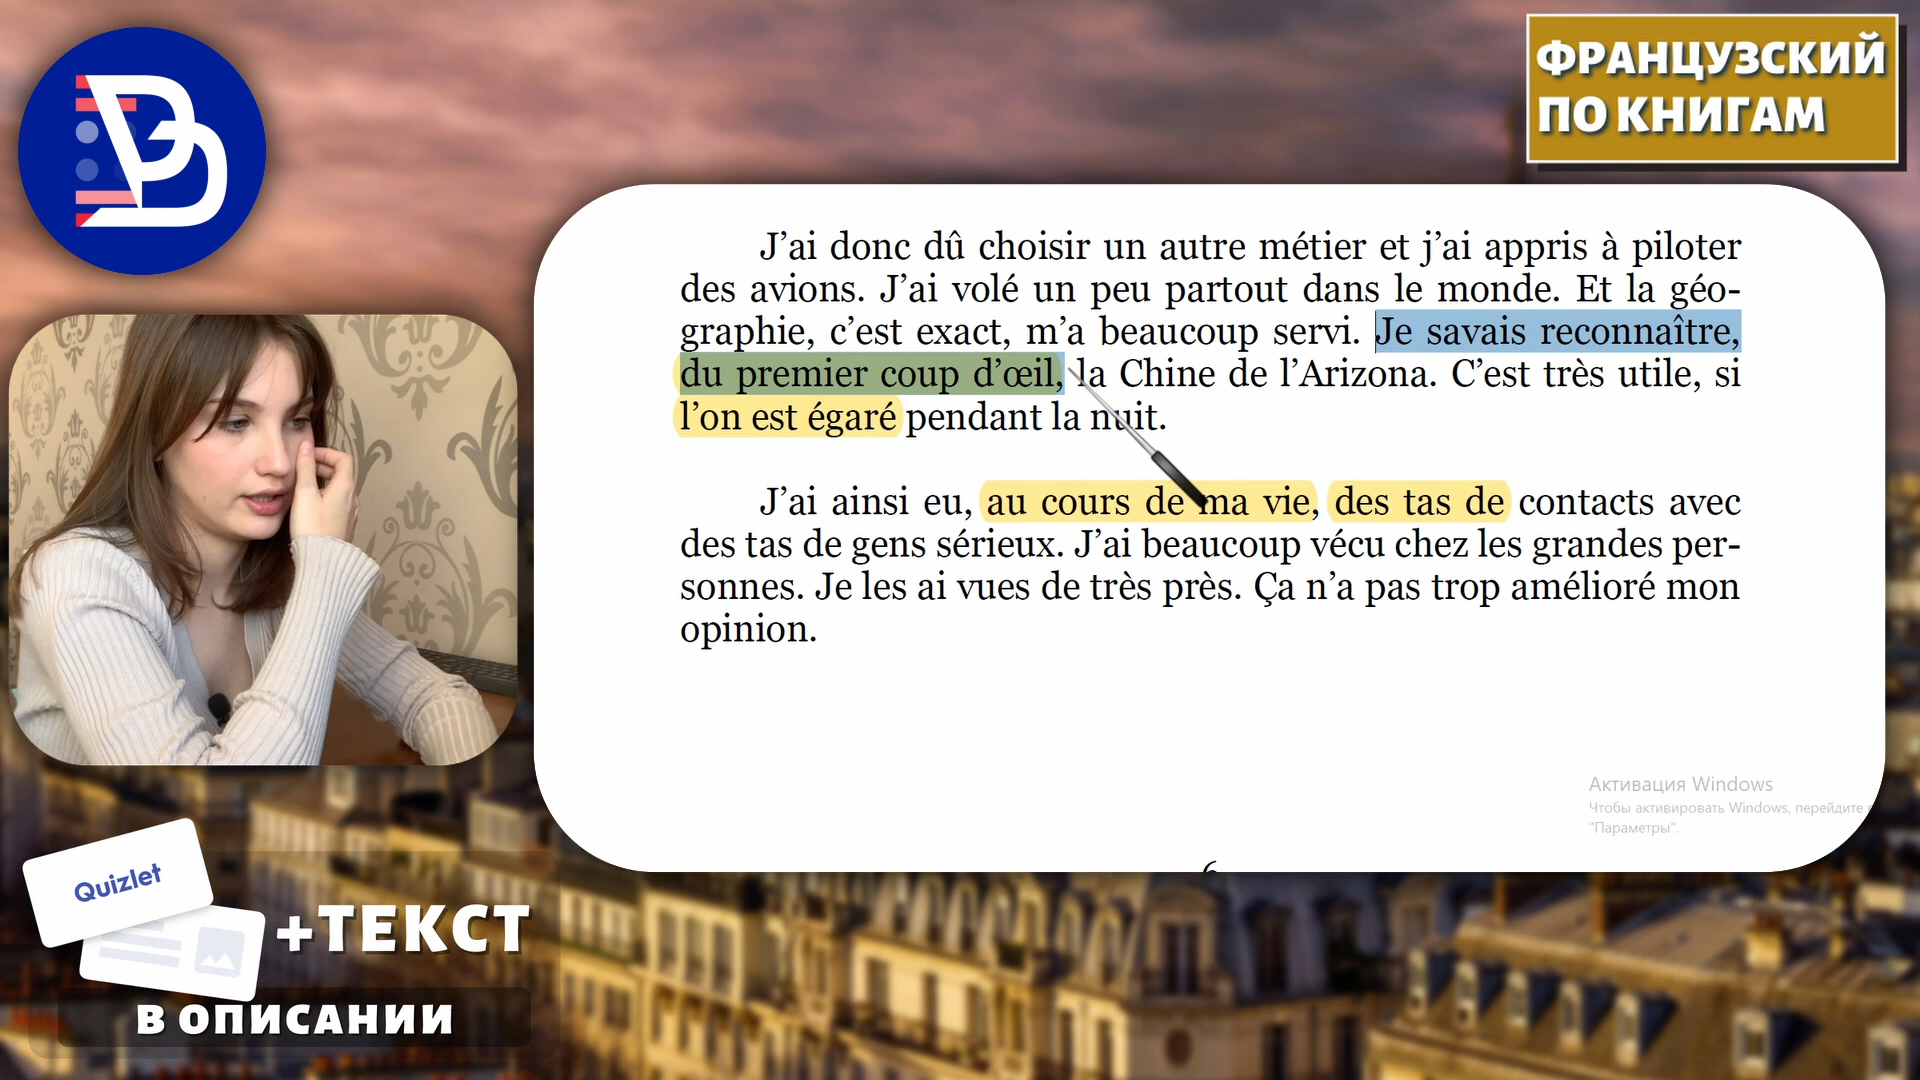 ФРАНЦУЗСКИЙ
ПО КНИГАМ
J’ai donc dû choisir un autre métier et j’ai appris à piloter
des avions. J’ai volé un peu partout dans le monde. Et la géo-
graphie, c’est exact, m’a beaucoup servi. Je savais reconnaître,
du premier coup d’œil, la Chine de l’Arizona. C’est très utile, si
l’on est égaré pendant la nuit.
J’ai ainsi eu, au cours de ma vie, des tas de contacts avec
des tas de gens sérieux. J’ai beaucoup vécu chez les grandes per-
sonnes. Je les ai vues de très près. Ça n’a pas trop amélioré mon
opinion.
Активация Windows
Чтобы активировать Windows, перейдите
"Параметры".
6
Quizlet
+ТЕКСТ
В ОПИСАНИИ